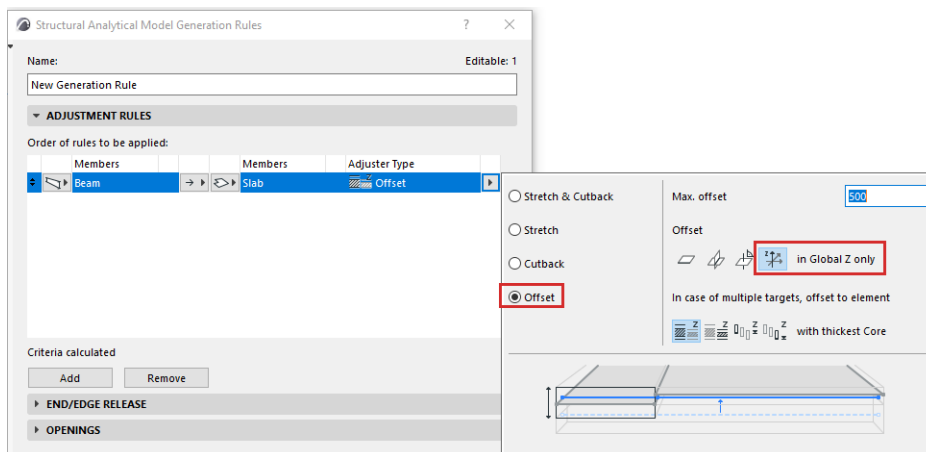 Structural Analytical Model Generation Rules ? ×
Name: Editable: 1
New Generation Rule
ADJUSTMENT RULES
Order of rules to be applied:
Members Members Adjuster Type
Beam Slab Offset
Stretch & Cutback
Stretch
Cutback
Offset
Max. offset 500
Offset
in Global Z only
In case of multiple targets, offset to element
with thickest Core
Criteria calculated
Add Remove
END/EDGE RELEASE
OPENINGS